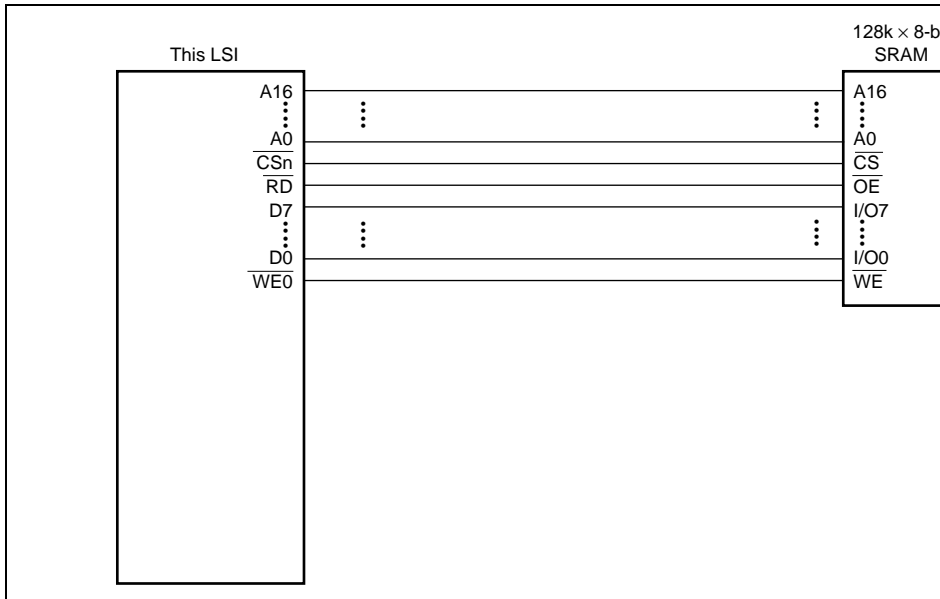 128k × 8-b
This LSI
SRAM
A16
A0
CSn
RD
D7
D0
WE0
A16
A0
CS
OE
I/O7
I/O0
WE